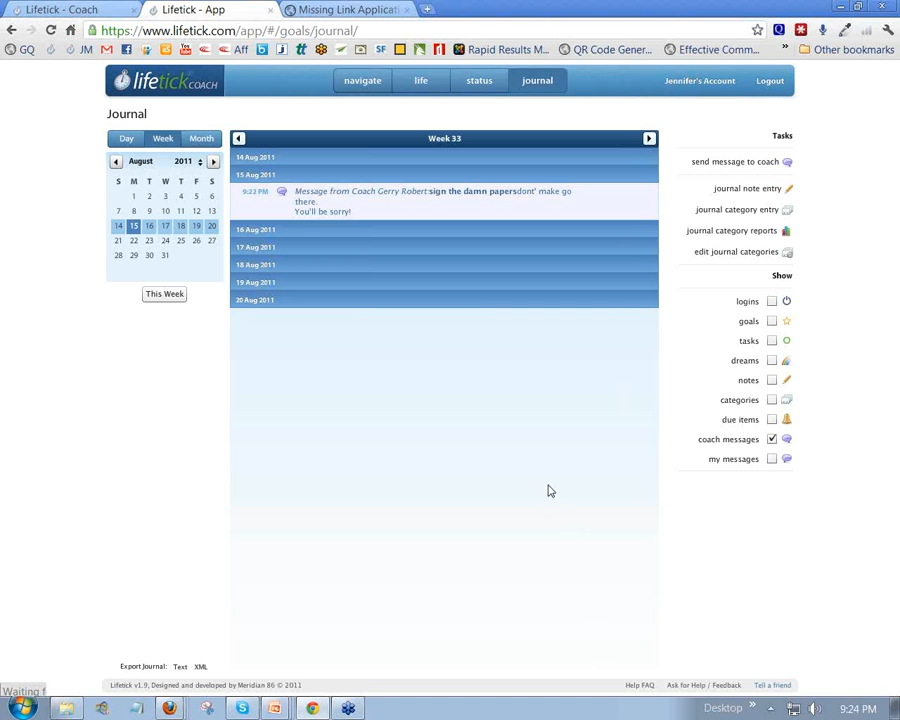 Lifetick - Coach
Lifetick - App
Missing Link Applicati
https://www.lifetick.com/app/#/goals/journal/
GQ
JM
Aff
You
SF
Rapid Results M...
QR Code Gener...
Effective Comm...
»
Other bookmarks
lifetick COACH
navigate life status journal
Jennifer's Account Logout
Journal
Day Week Month
Week 33
August 2011
S M T W T F S
1 2 3 4 5 6
7 8 9 10 11 12 13
14 15 16 17 18 19 20
21 22 23 24 25 26 27
28 29 30 31
This Week
14 Aug 2011
15 Aug 2011
9:22 PM Message from Coach Gerry Robert:sign the damn papersdont' make go
there.
You'll be sorry!
16 Aug 2011
17 Aug 2011
18 Aug 2011
19 Aug 2011
20 Aug 2011
Tasks
send message to coach
journal note entry
journal category entry
journal category reports
edit journal categories
Show
logins
goals
tasks
dreams
notes
categories
due items
coach messages
my messages
Export Journal: Text XML
Lifetick v1.9, Designed and developed by Meridian 86 © 2011
Help FAQ Ask for Help / Feedback Tell a friend
Waiting f
Desktop » 9:24 PM